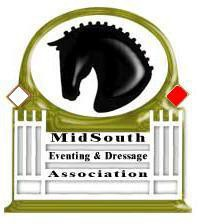 MidSouth
Eventing & Dressage
Association